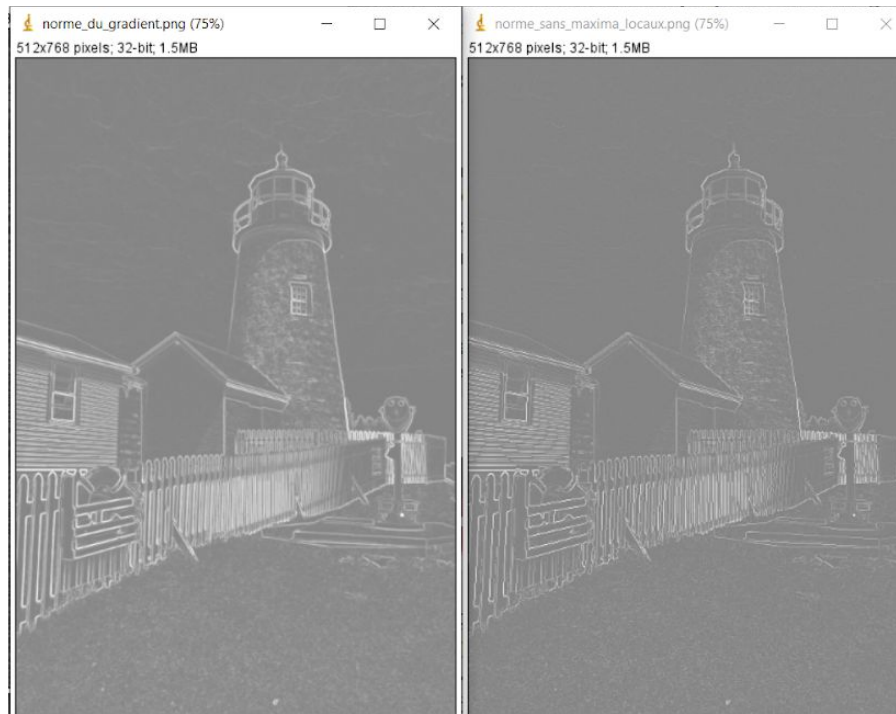 norme_du_gradient.png (75%)
512x768 pixels; 32-bit; 1.5MB
norme_sans_maxima_locaux.png (75%)
512x768 pixels; 32-bit; 1.5MB